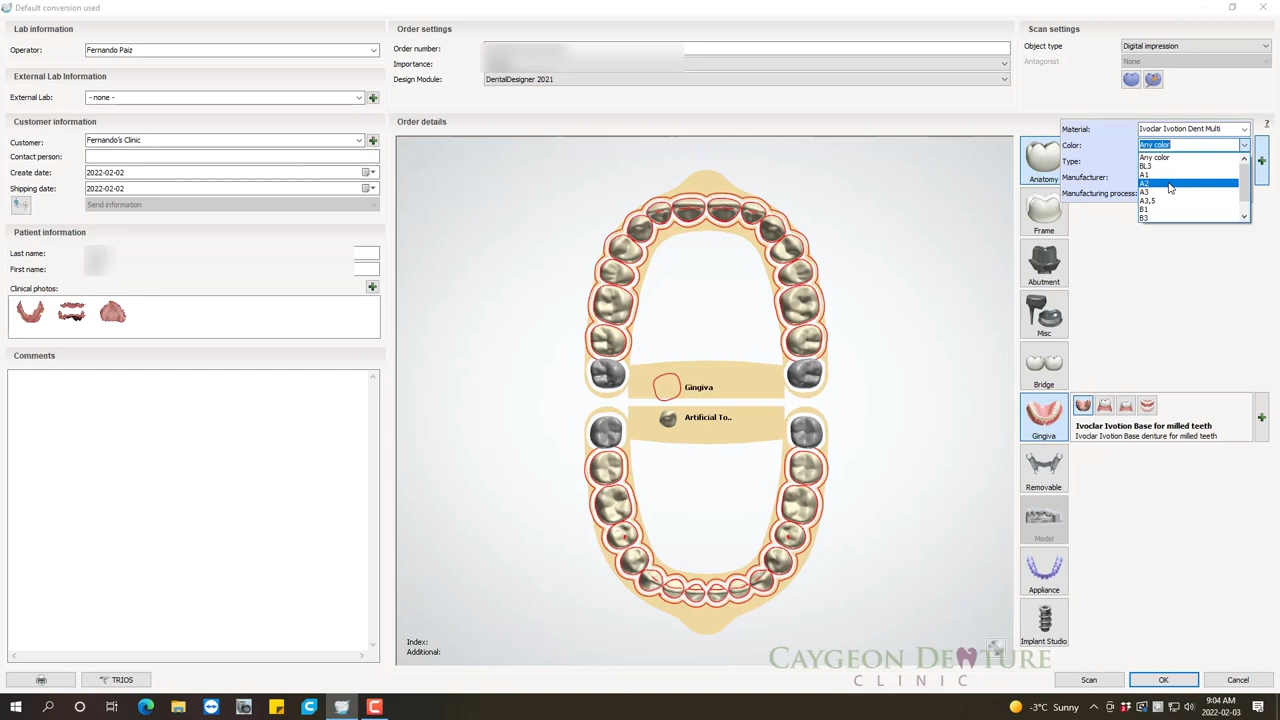 Default conversion used
Lab information
Operator:
Fernando Paiz
External Lab Information
External Lab:
- none -
Customer information
Customer:
Fernando's Clinic
Contact person:
Create date:
2022-02-02
Shipping date:
2022-02-02
Send information
Patient information
Last name:
First name:
Clinical photos:
Comments
TRIOS
Order settings
Order number:
Importance:
Design Module:
DentalDesigner 2021
Order details
Gingiva
Artificial To..
Index:
Additional:
Scan settings
Object type
Digital impression
Antagonist
None
Material:
Ivoclar Ivotion Dent Multi
?
Color:
Any color
Type:
Manufacturer:
Manufacturing process:
Any color
BL3
A1
A2
A3
A3,5
B1
B3
Anatomy
Frame
Abutment
Misc
Bridge
Gingiva
Ivoclar Ivotion Base for milled teeth
Ivoclar Ivotion Base denture for milled teeth
Removable
Model
Appliance
Implant Studio
CAYGEON DENTURE
CLINIC
Scan
OK
Cancel
-3°C Sunny
9:04 AM
2022-02-03